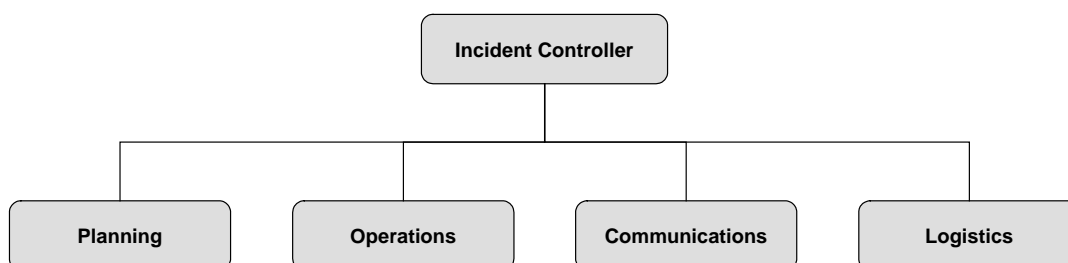 Incident Controller
Planning
Operations
Communications
Logistics